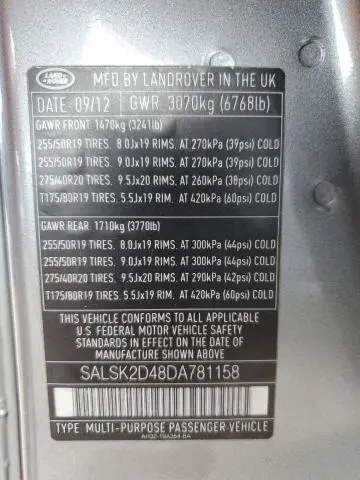 LAND
ROVER
MFD BY LANDROVER IN THE UK
DATE 09/12 GWR 3070kg (6768lb)
GAWR FRONT 1470kg (3241lb)
255/50R19 TIRES, 8.0Jx19 RIMS, AT 270kPa (39psi) COLD
255/50R19 TIRES, 9.0Jx19 RIMS, AT 270kPa (39psi) COLD
275/40R20 TIRES, 9.5Jx20 RIMS, AT 260kPa (38psi) COLD
T175/80R19 TIRES, 5.5Jx19 RIM, AT 420kPa (60psi) COLD
GAWR REAR 1710kg (3770lb)
255/50R19 TIRES, 8.0Jx19 RIMS, AT 300kPa (44psi) COLD
255/50R19 TIRES, 9.0Jx19 RIMS, AT 300kPa (44psi) COLD
275/40R20 TIRES, 9.5Jx20 RIMS, AT 290kPa (42psi) COLD
T175/80R19 TIRES, 5.5Jx19 RIM, AT 420kPa (60psi) COLD
THIS VEHICLE CONFORMS TO ALL APPLICABLE
U.S. FEDERAL MOTOR VEHICLE SAFETY
STANDARDS IN EFFECT ON THE DATE OF
MANUFACTURE SHOWN ABOVE
SALSK2D48DA781158
TYPE: MULTI-PURPOSE PASSENGER VEHICLE